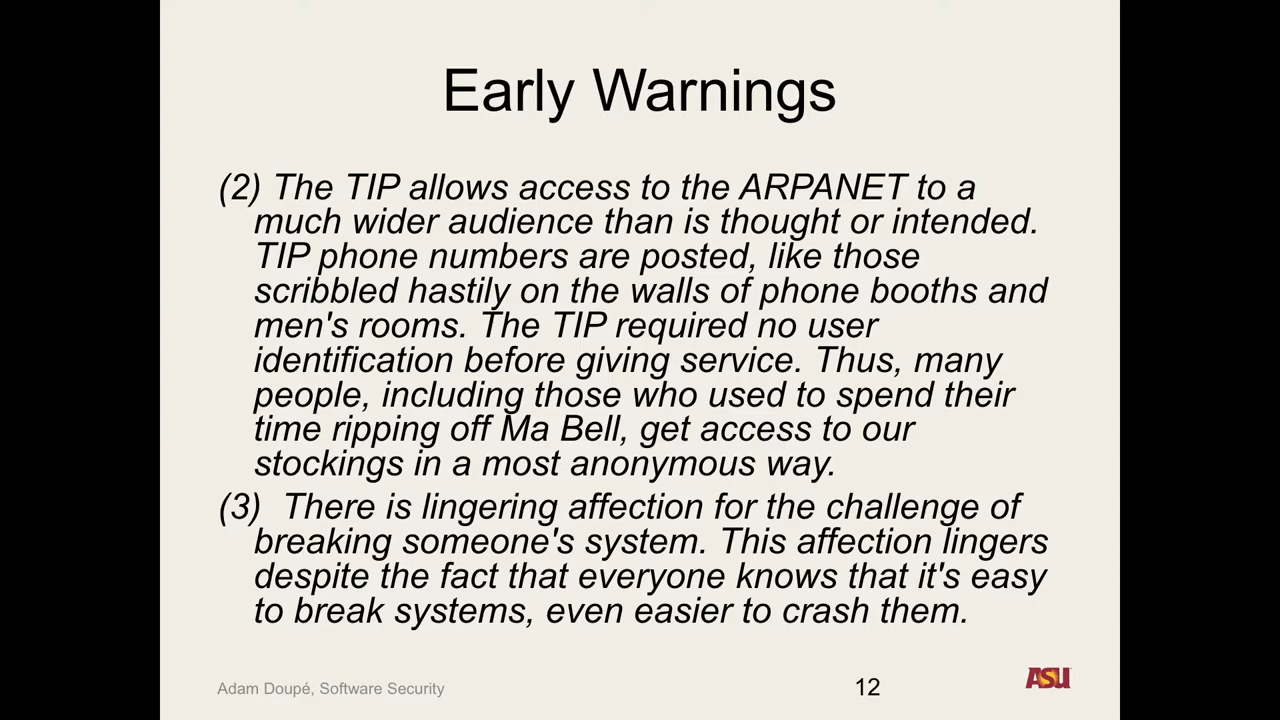 Early Warnings
(2) The TIP allows access to the ARPANET to a
much wider audience than is thought or intended.
TIP phone numbers are posted, like those
scribbled hastily on the walls of phone booths and
men's rooms. The TIP required no user
identification before giving service. Thus, many
people, including those who used to spend their
time ripping off Ma Bell, get access to our
stockings in a most anonymous way.
(3) There is lingering affection for the challenge of
breaking someone's system. This affection lingers
despite the fact that everyone knows that it's easy
to break systems, even easier to crash them.
Adam Doupé, Software Security
12
ASU